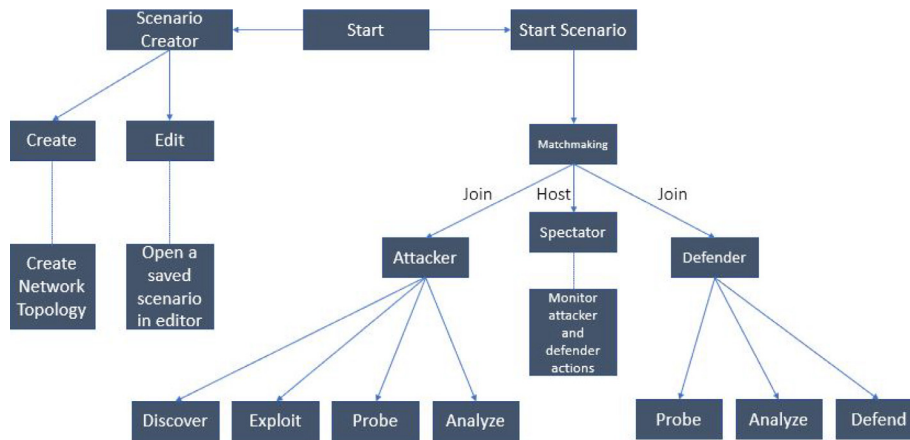 Scenario
Creator
Start
Start Scenario
Create
Edit
Matchmaking
Join
Host
Join
Attacker
Spectator
Defender
Create
Network
Topology
Open a
saved
scenario
in editor
Monitor
attacker
and
defender
actions
Discover
Exploit
Probe
Analyze
Probe
Analyze
Defend